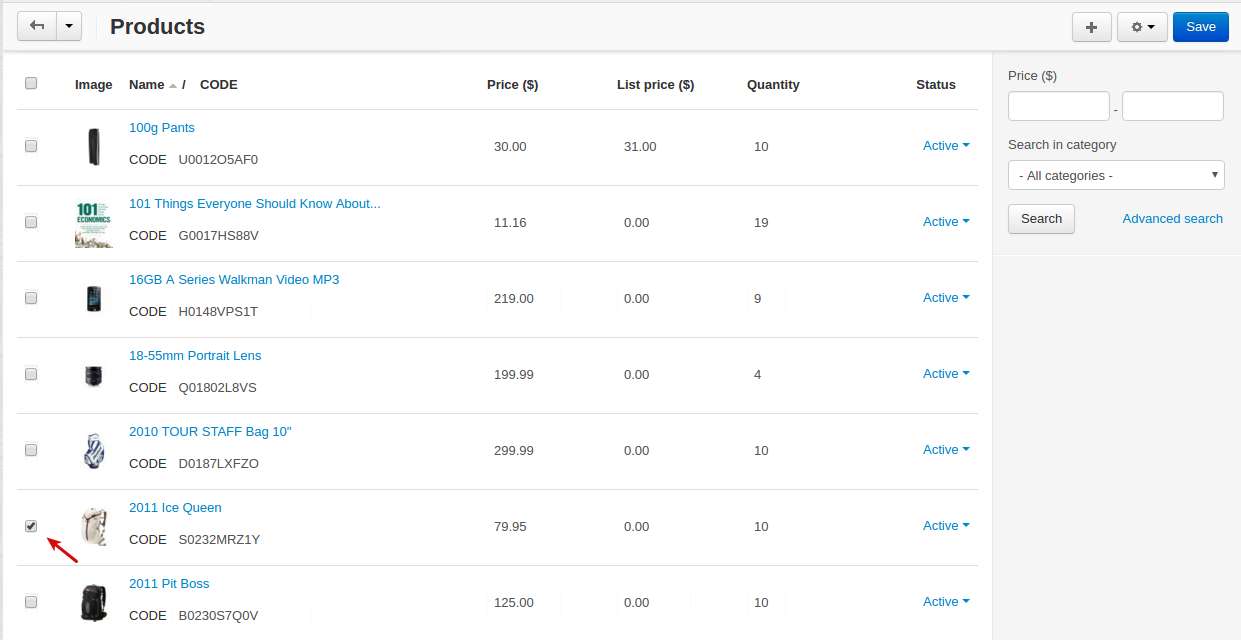 Products
Save
Image Name / CODE Price ($) List price ($) Quantity Status
100g Pants
CODE U0012O5AF0
30.00 31.00 10 Active
101 ECONOMICS
101 Things Everyone Should Know About...
CODE G0017HS88V
11.16 0.00 19 Active
16GB A Series Walkman Video MP3
CODE H0148VPS1T
219.00 0.00 9 Active
18-55mm Portrait Lens
CODE Q01802L8VS
199.99 0.00 4 Active
2010 TOUR STAFF Bag 10"
CODE D0187LXFZO
299.99 0.00 10 Active
2011 Ice Queen
CODE S0232MRZ1Y
79.95 0.00 10 Active
2011 Pit Boss
CODE B0230S7Q0V
125.00 0.00 10 Active
Price ($)
-
Search in category
- All categories -
Search Advanced search